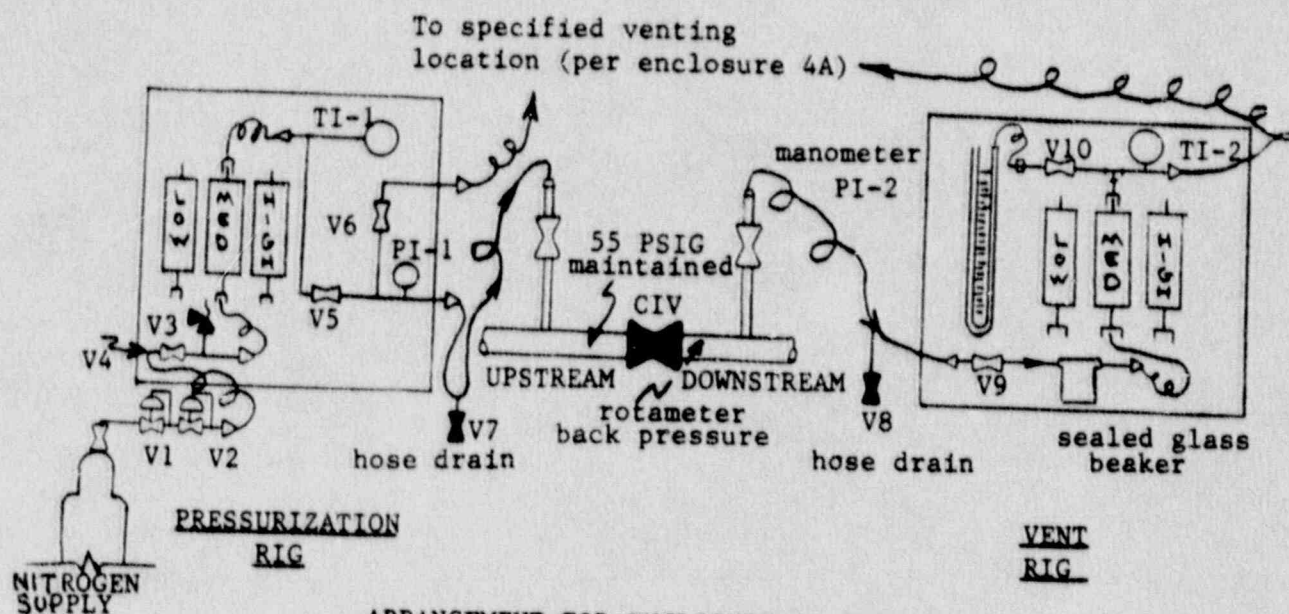 To specified venting
location (per enclosure 4A)
TI-1
LOW
MED
HIGH
V6
PI-1
V5
V3
V4
V1
V2
V7
hose drain
55 PSIG
maintained
CIV
UPSTREAM
DOWNSTREAM
rotameter
back pressure
manometer
PI-2
V8
hose drain
V10
TI-2
LOW
MED
HIGH
V9
sealed glass
beaker
PRESSURIZATION
RIG
VENT
RIG
NITROGEN
SUPPLY
ARRANGEMENT FOR